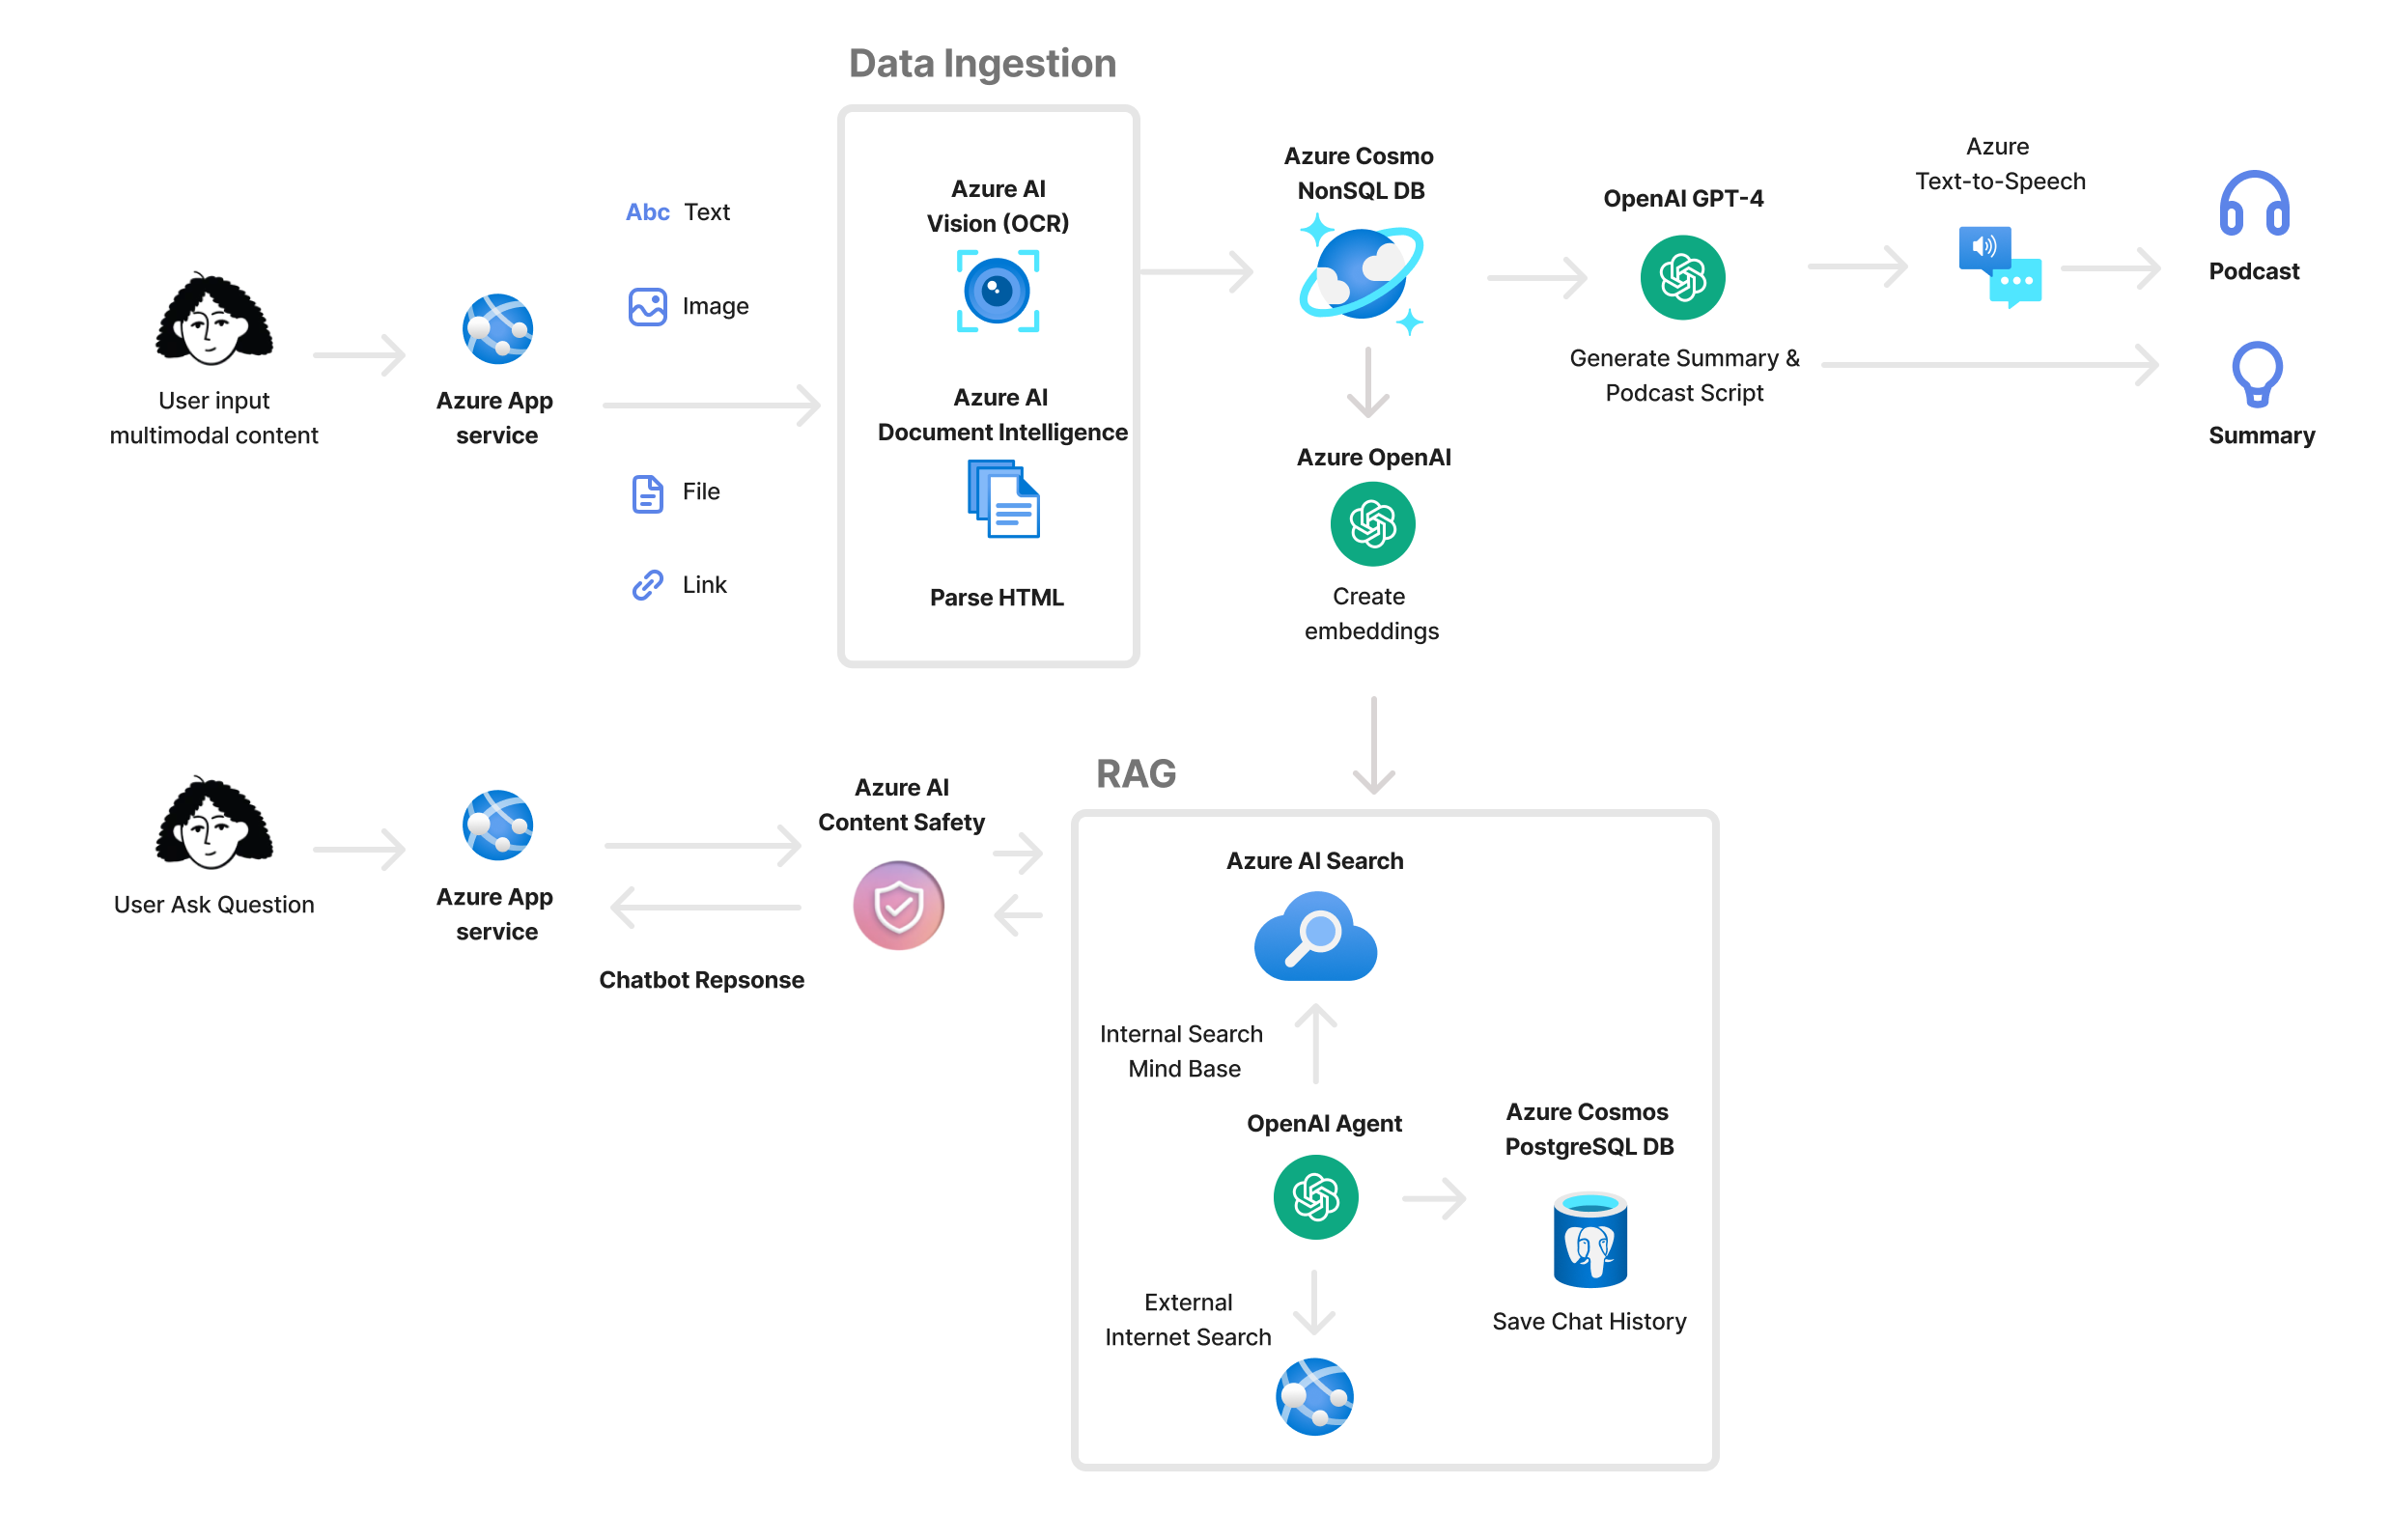 Data Ingestion
Azure AI
Vision (OCR)
Azure AI
Document Intelligence
Parse HTML
Abc Text
Image
File
Link
User input
multimodal content
Azure App
service
Azure Cosmo
NonSQL DB
OpenAI GPT-4
Generate Summary &
Podcast Script
Azure
Text-to-Speech
Podcast
Summary
Azure OpenAI
Create
embeddings
User Ask Question
Azure App
service
Azure AI
Content Safety
Chatbot Repsonse
RAG
Azure AI Search
Internal Search
Mind Base
OpenAI Agent
Azure Cosmos
PostgreSQL DB
Save Chat History
External
Internet Search